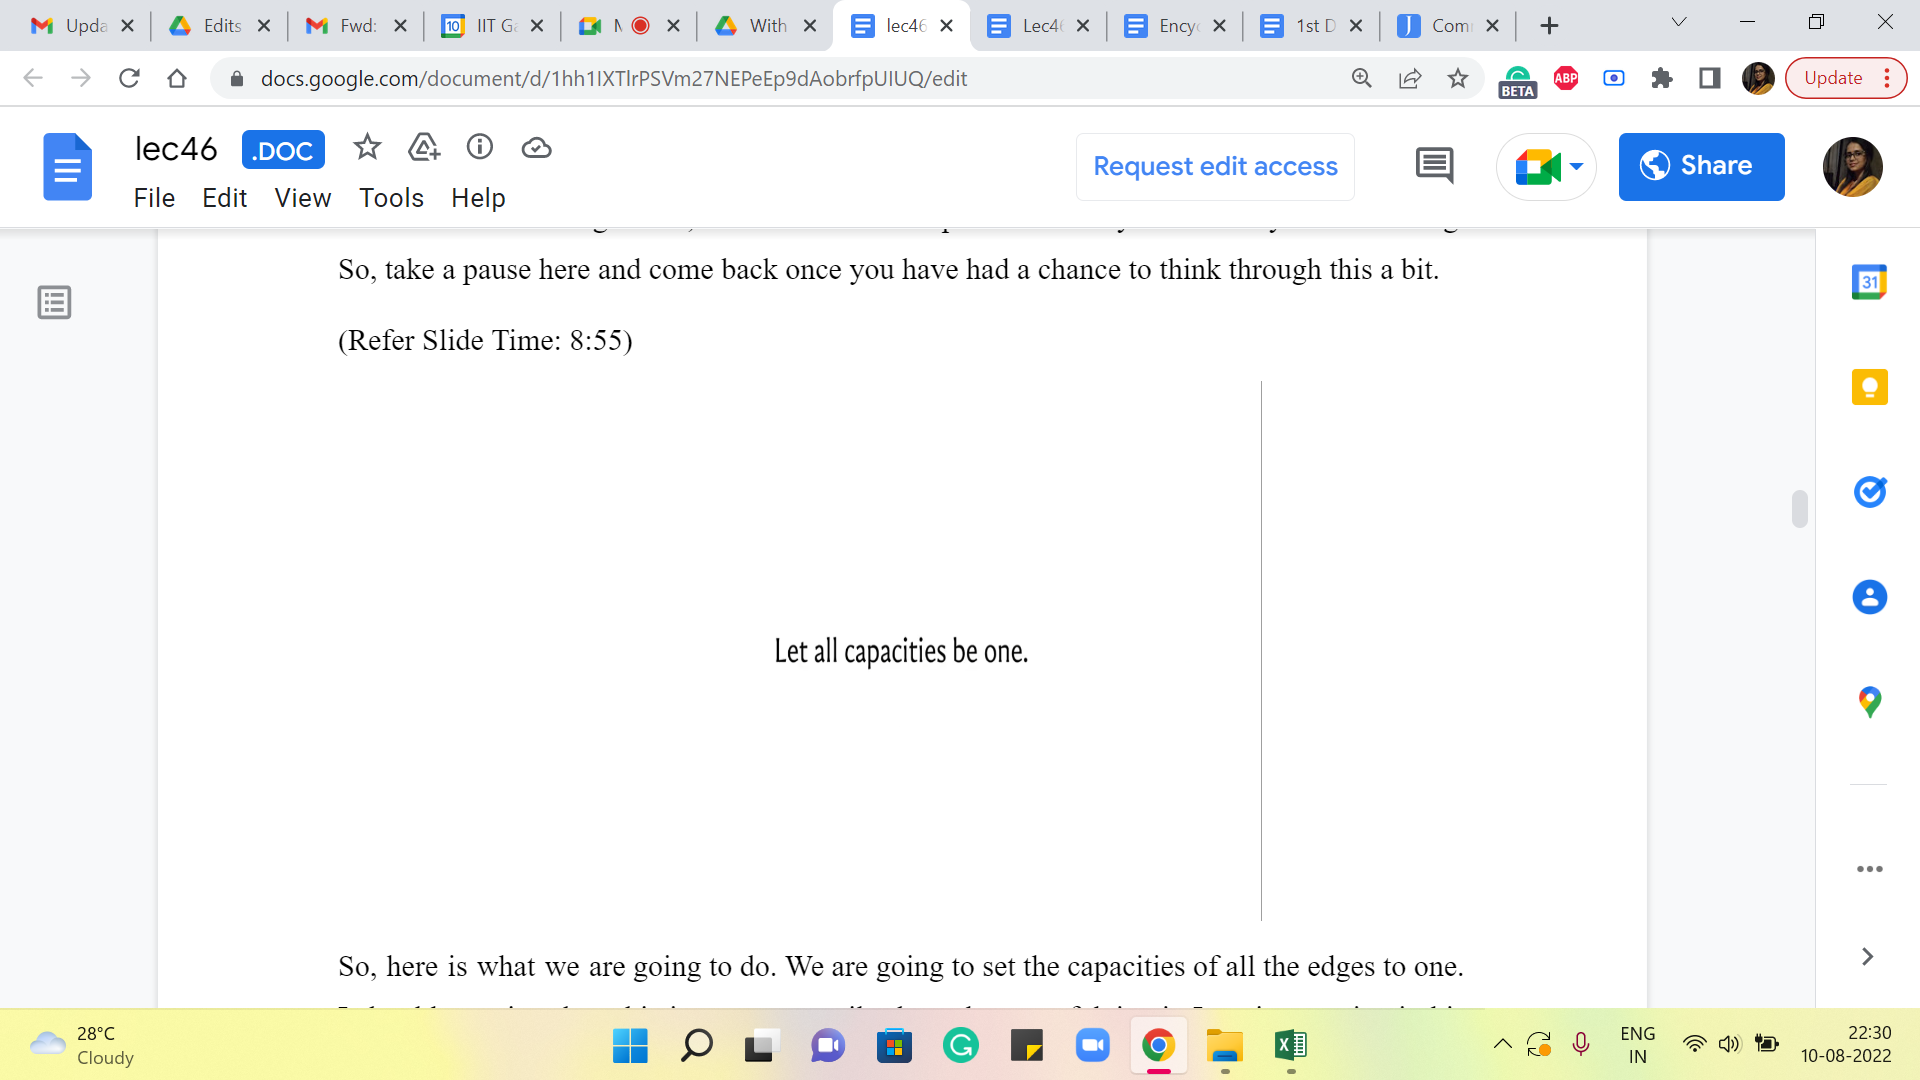 Upda Edits Fwd: 10 IIT Ga M With lec46 Lec46 Ency 1st D J Com
docs.google.com/document/d/1hh1IXTlrPSVm27NEPeEp9dAobrfpUIUQ/edit BETA ABP Update
lec46 .DOC
Request edit access Share
File Edit View Tools Help
So, take a pause here and come back once you have had a chance to think through this a bit.
31
(Refer Slide Time: 8:55)
Let all capacities be one.
So, here is what we are going to do. We are going to set the capacities of all the edges to one.
28°C
Cloudy
ENG
IN
22:30
10-08-2022